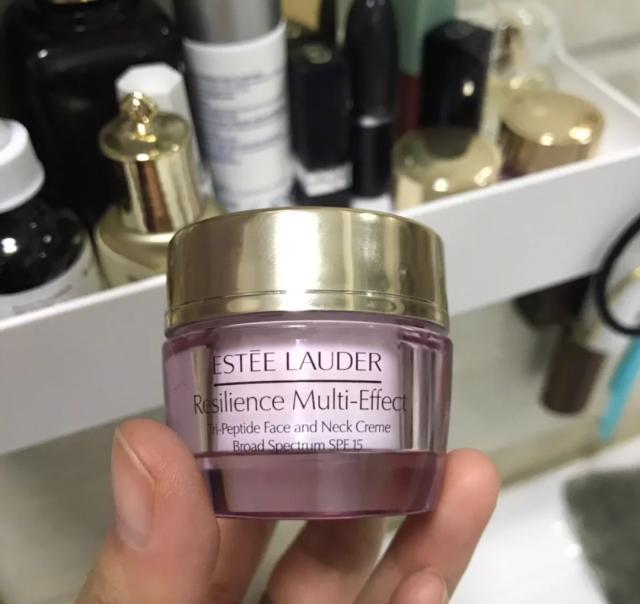 ESTĒE LAUDER
Resilience Multi-Effect
Tri-Peptide Face and Neck Creme
Broad Spectrum SPF 15